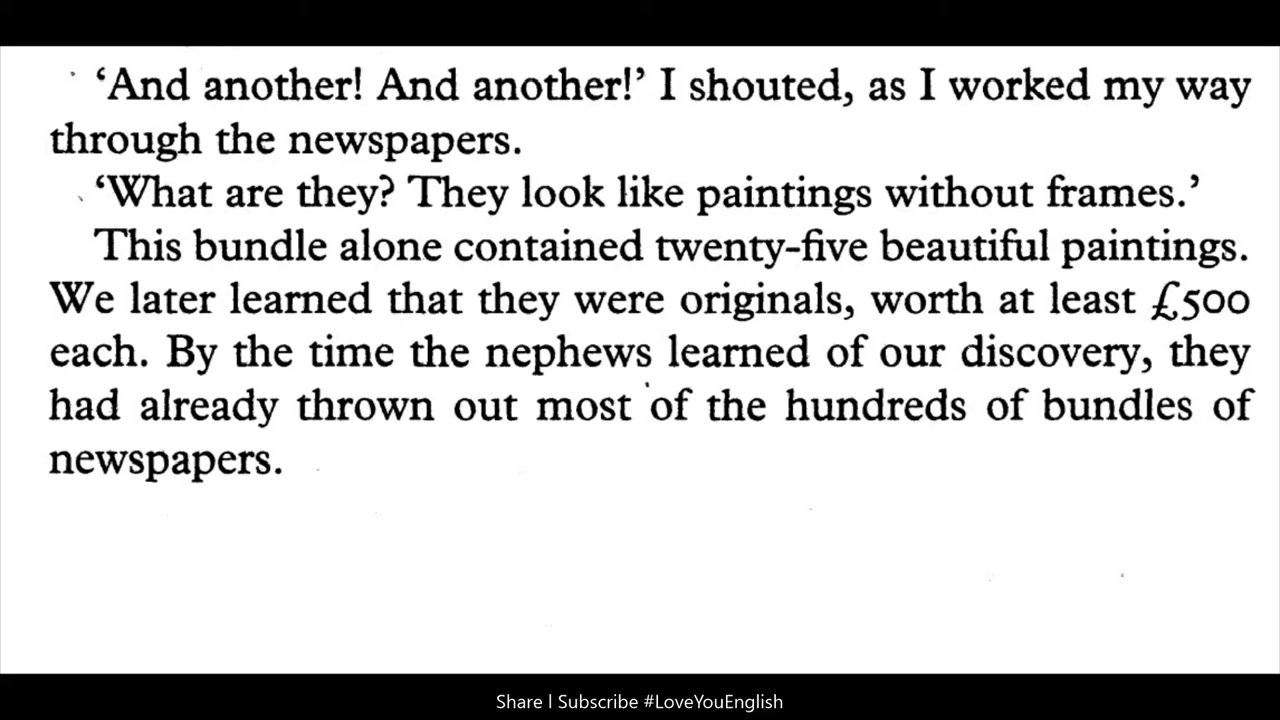 ‘And another! And another!’ I shouted, as I worked my way
through the newspapers.
‘What are they? They look like paintings without frames.’
This bundle alone contained twenty-five beautiful paintings.
We later learned that they were originals, worth at least £500
each. By the time the nephews learned of our discovery, they
had already thrown out most of the hundreds of bundles of
newspapers.
Share l Subscribe #LoveYouEnglish